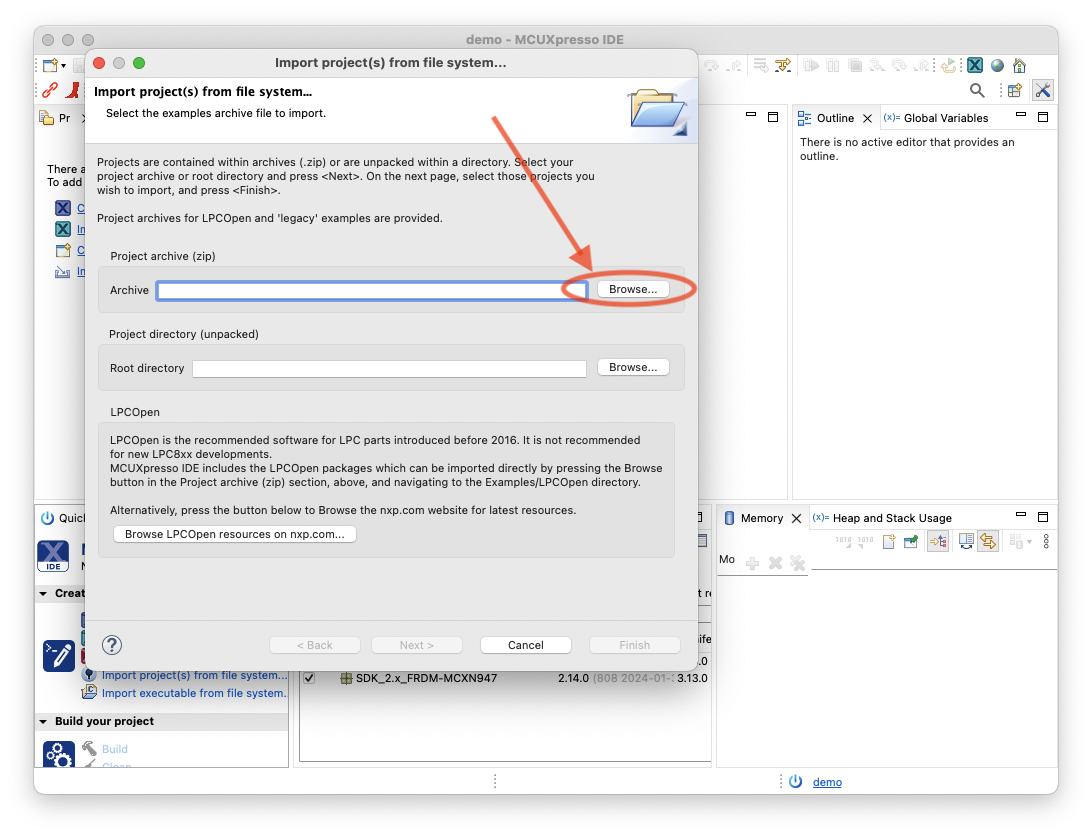 demo - MCUXpresso IDE
Import project(s) from file system...
Import project(s) from file system...
Select the examples archive file to import.
Projects are contained within archives (.zip) or are unpacked within a directory. Select your
project archive or root directory and press <Next>. On the next page, select those projects you
wish to import, and press <Finish>.
Project archives for LPCOpen and 'legacy' examples are provided.
Project archive (zip)
Archive
Browse...
Project directory (unpacked)
Root directory
Browse...
LPCOpen
LPCOpen is the recommended software for LPC parts introduced before 2016. It is not recommended
for new LPC8xx developments.
MCUXpresso IDE includes the LPCOpen packages which can be imported directly by pressing the Browse
button in the Project archive (zip) section, above, and navigating to the Examples/LPCOpen directory.
Alternatively, press the button below to Browse the nxp.com website for latest resources.
Browse LPCOpen resources on nxp.com...
< Back
Next >
Cancel
Finish
Pr
There a
To add
C
In
C
In
Outline
(x)= Global Variables
There is no active editor that provides an
outline.
Quick
IDE
Creat
Import project(s) from file system...
Import executable from file system.
Build your project
Build
Clean
SDK_2.x_FRDM-MCXN947
2.14.0 (808 2024-01-
3.13.0
Memory
(x)= Heap and Stack Usage
1010
1010
Mo
demo